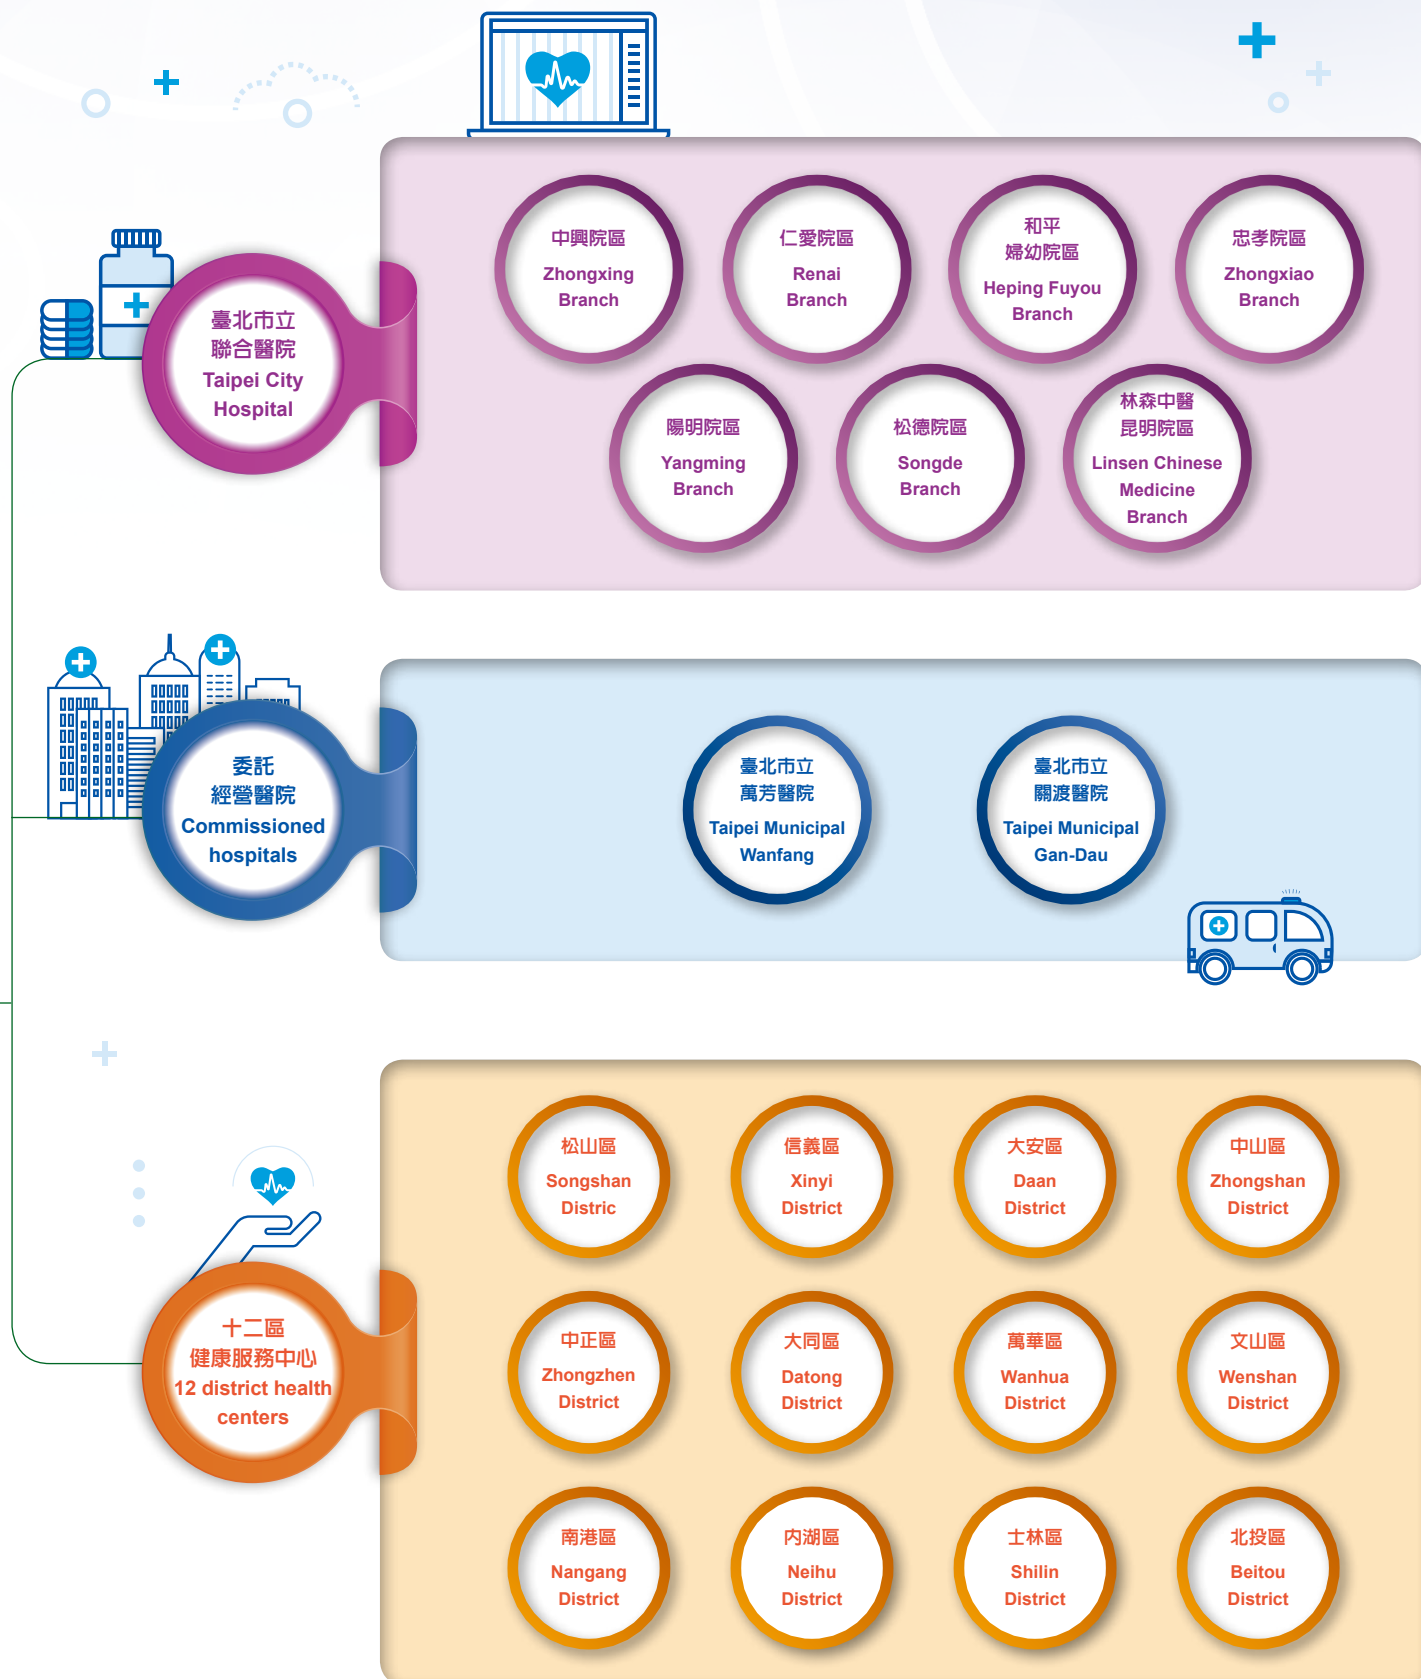 臺北市立
聯合醫院
Taipei City
Hospital
中興院區
Zhongxing
Branch
仁愛院區
Renai
Branch
和平
婦幼院區
Heping Fuyou
Branch
忠孝院區
Zhongxiao
Branch
陽明院區
Yangming
Branch
松德院區
Songde
Branch
林森中醫
昆明院區
Linsen Chinese
Medicine
Branch
委託
經營醫院
Commissioned
hospitals
臺北市立
萬芳醫院
Taipei Municipal
Wanfang
臺北市立
關渡醫院
Taipei Municipal
Gan-Dau
十二區
健康服務中心
12 district health
centers
松山區
Songshan
Distric
信義區
Xinyi
District
大安區
Daan
District
中山區
Zhongshan
District
中正區
Zhongzhen
District
大同區
Datong
District
萬華區
Wanhua
District
文山區
Wenshan
District
南港區
Nangang
District
內湖區
Neihu
District
士林區
Shilin
District
北投區
Beitou
District